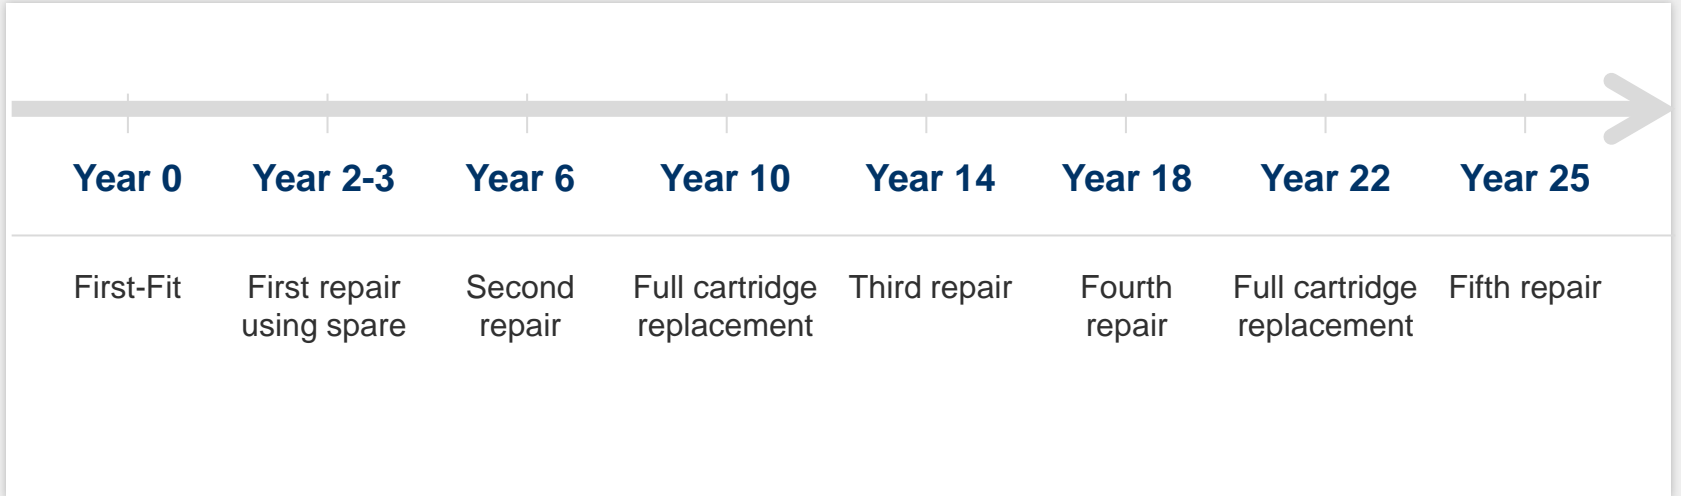 Year 0
Year 2-3
Year 6
Year 10
Year 14
Year 18
Year 22
Year 25
First-Fit
First repair
using spare
Second
repair
Full cartridge
replacement
Third repair
Fourth
repair
Full cartridge
replacement
Fifth repair